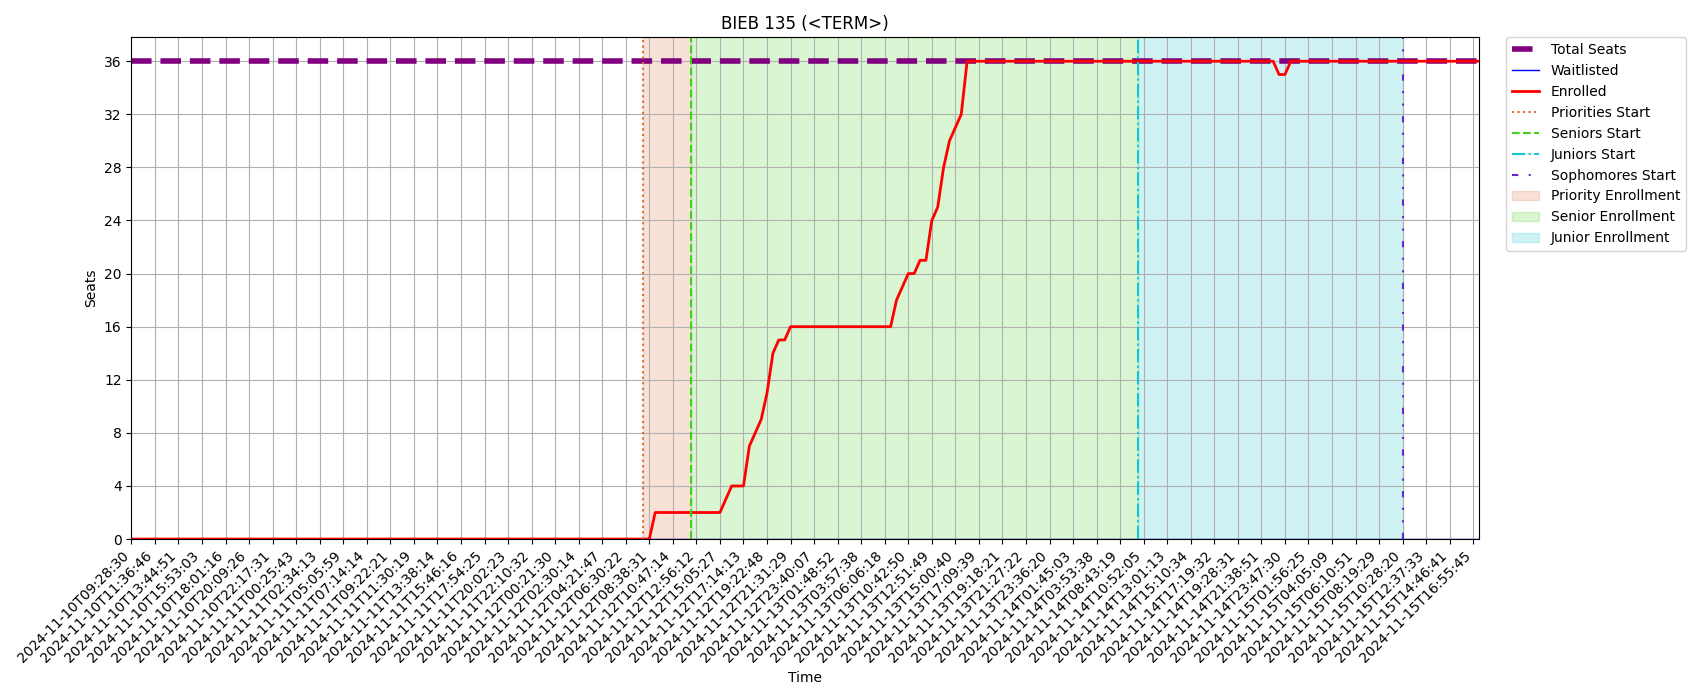 BIEB 135 (<TERM>)
Seats
36
32
28
24
20
16
12
8
4
0
2024-11-10T09:28:30
2024-11-10T11:36:46
2024-11-10T13:44:51
2024-11-10T15:53:03
2024-11-10T18:01:16
2024-11-10T20:09:26
2024-11-10T22:17:31
2024-11-11T00:25:43
2024-11-11T02:34:13
2024-11-11T05:05:59
2024-11-11T07:14:14
2024-11-11T09:22:21
2024-11-11T11:30:19
2024-11-11T13:38:14
2024-11-11T15:46:16
2024-11-11T17:54:25
2024-11-11T20:02:23
2024-11-11T22:10:32
2024-11-12T00:21:30
2024-11-12T02:30:14
2024-11-12T04:21:47
2024-11-12T06:30:22
2024-11-12T08:38:31
2024-11-12T10:47:14
2024-11-12T12:56:12
2024-11-12T15:05:27
2024-11-12T17:14:13
2024-11-12T19:22:48
2024-11-12T21:31:29
2024-11-12T23:40:07
2024-11-13T01:48:52
2024-11-13T03:57:38
2024-11-13T06:06:18
2024-11-13T10:42:50
2024-11-13T12:51:49
2024-11-13T15:00:40
2024-11-13T17:09:39
2024-11-13T19:18:21
2024-11-13T21:27:22
2024-11-13T23:36:20
2024-11-14T01:45:03
2024-11-14T03:53:38
2024-11-14T08:43:19
2024-11-14T10:52:05
2024-11-14T13:01:13
2024-11-14T15:10:34
2024-11-14T17:19:32
2024-11-14T19:28:31
2024-11-14T21:38:51
2024-11-14T23:47:30
2024-11-15T01:56:25
2024-11-15T04:05:09
2024-11-15T06:10:51
2024-11-15T08:19:29
2024-11-15T10:28:20
2024-11-15T12:37:33
2024-11-15T14:46:41
2024-11-15T16:55:45
Time
Total Seats
Waitlisted
Enrolled
Priorities Start
Seniors Start
Juniors Start
Sophomores Start
Priority Enrollment
Senior Enrollment
Junior Enrollment